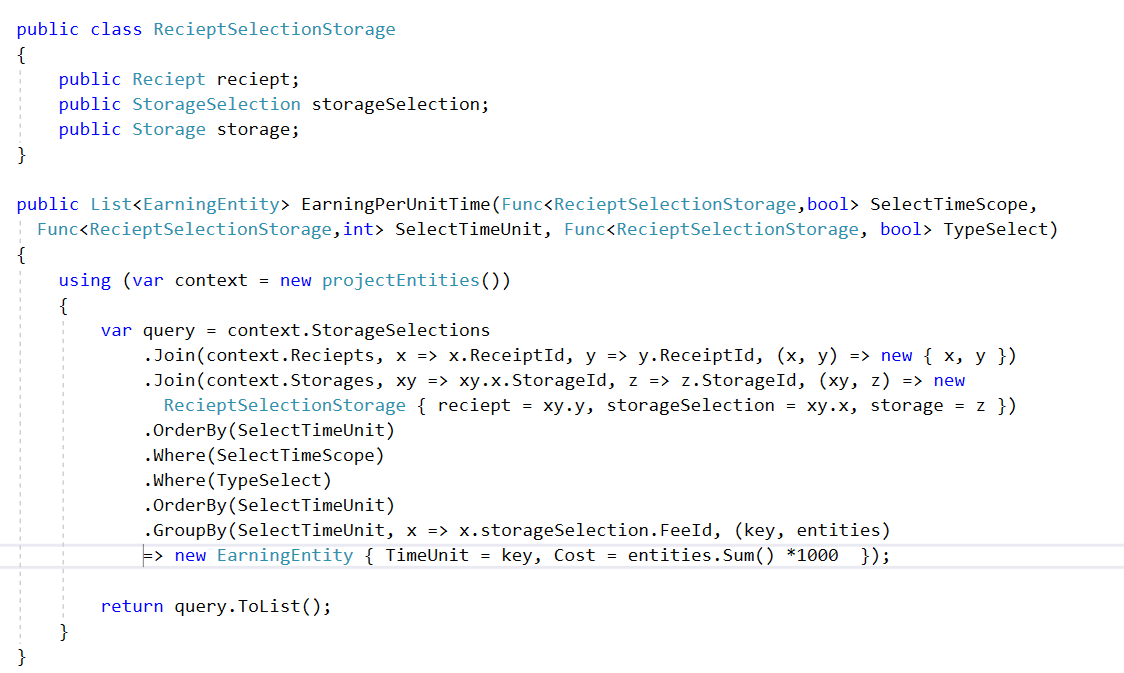 public class RecieptSelectionStorage
{
    public Reciept reciept;
    public StorageSelection storageSelection;
    public Storage storage;
}

public List<EarningEntity> EarningPerUnitTime(Func<RecieptSelectionStorage,bool> SelectTimeScope,
  Func<RecieptSelectionStorage,int> SelectTimeUnit, Func<RecieptSelectionStorage, bool> TypeSelect)
{
    using (var context = new projectEntities())
    {
        var query = context.StorageSelections
            .Join(context.Reciepts, x => x.ReceiptId, y => y.ReceiptId, (x, y) => new { x, y })
            .Join(context.Storages, xy => xy.x.StorageId, z => z.StorageId, (xy, z) => new
              RecieptSelectionStorage { reciept = xy.y, storageSelection = xy.x, storage = z })
            .OrderBy(SelectTimeUnit)
            .Where(SelectTimeScope)
            .Where(TypeSelect)
            .OrderBy(SelectTimeUnit)
            .GroupBy(SelectTimeUnit, x => x.storageSelection.FeeId, (key, entities)
            => new EarningEntity { TimeUnit = key, Cost = entities.Sum() *1000  });

        return query.ToList();
    }
}